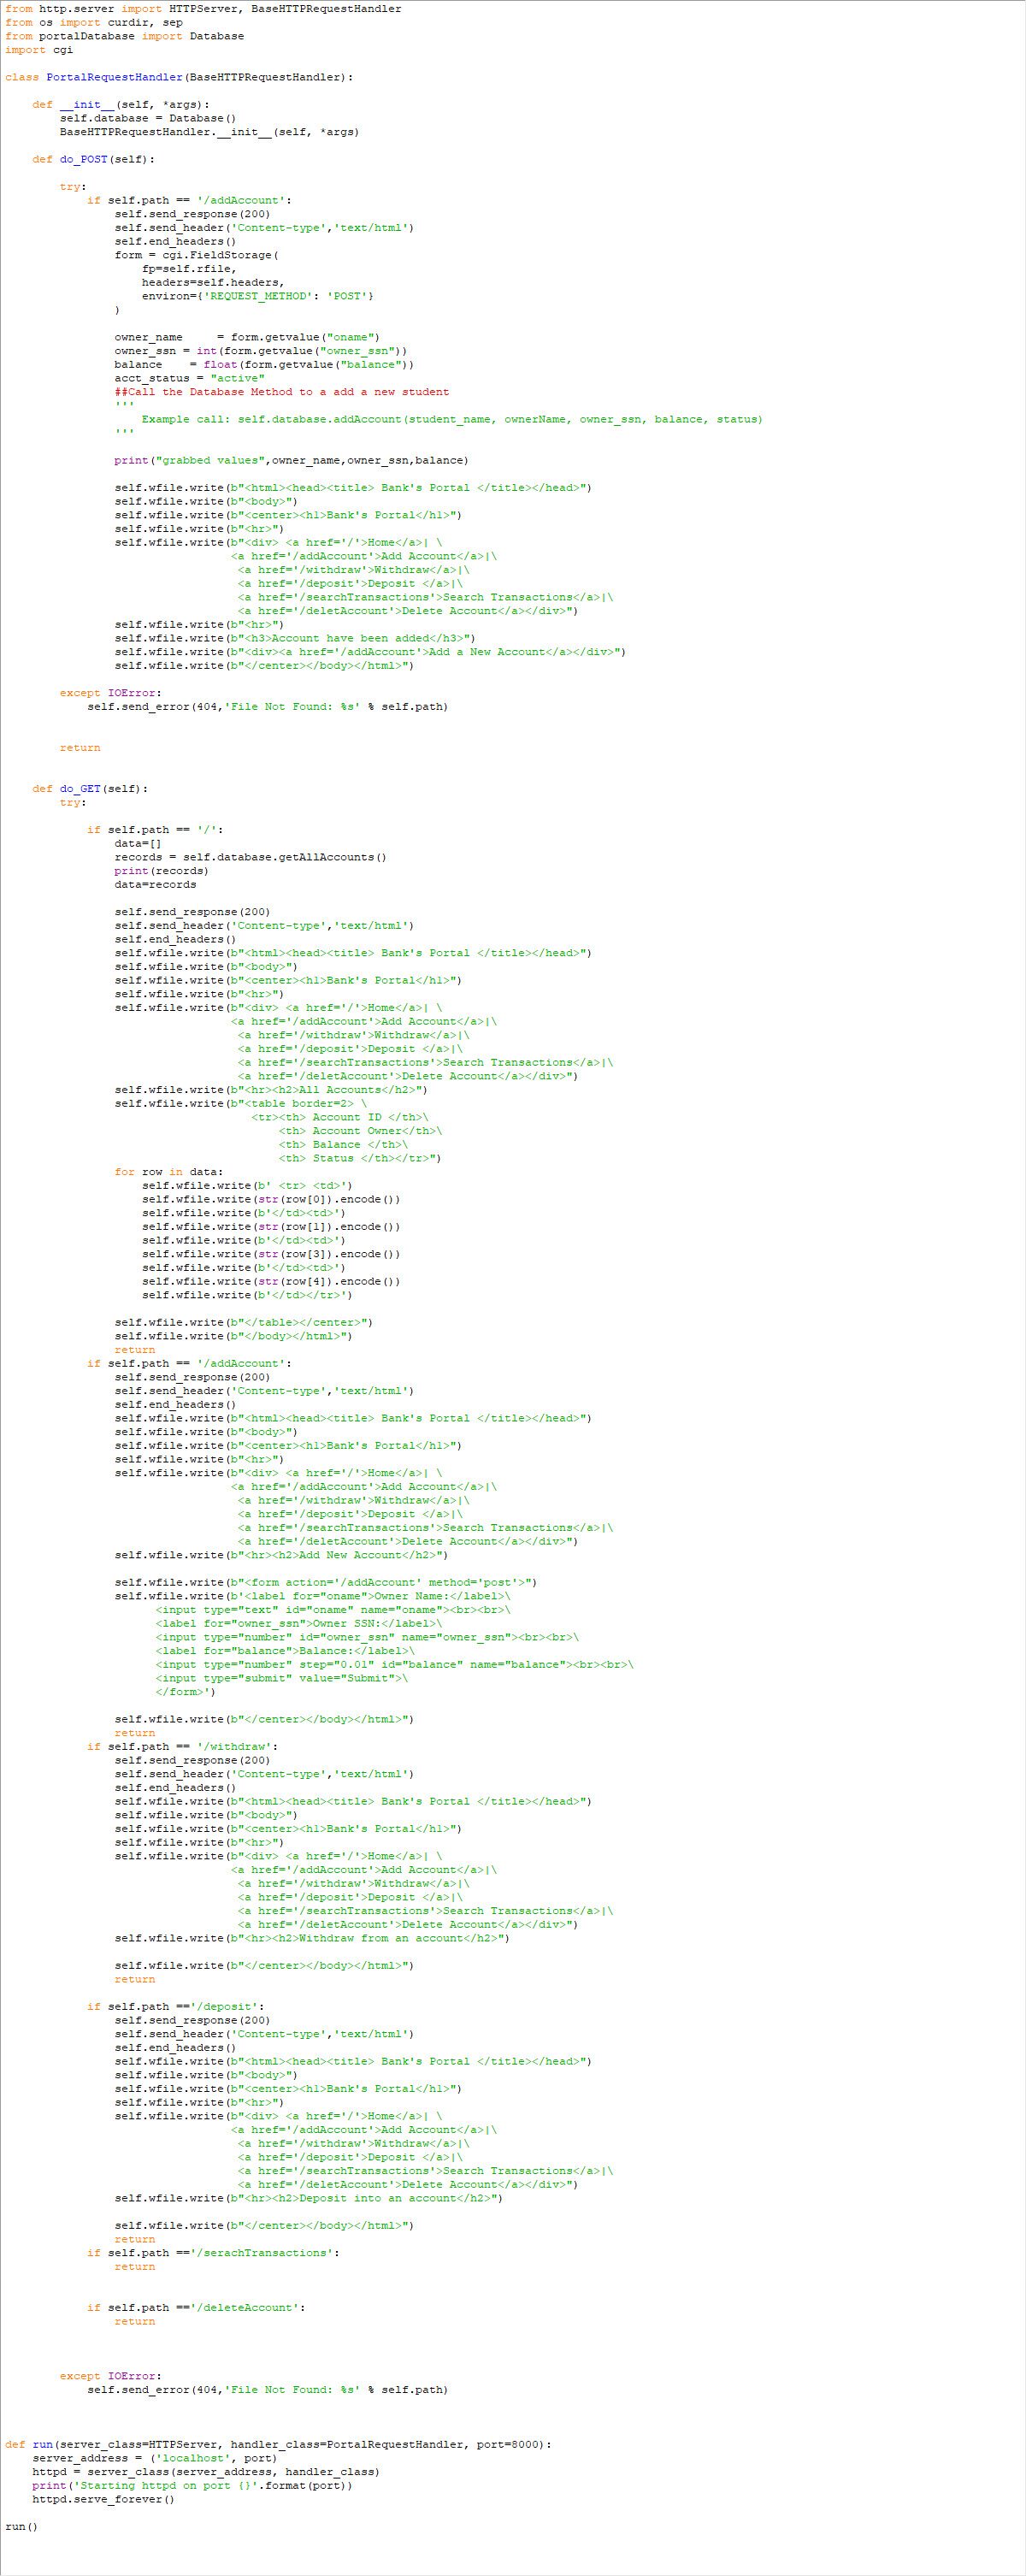 from http.server import HTTPServer, BaseHTTPRequestHandler
from os import curdir, sep
from portalDatabase import Database
import cgi

class PortalRequestHandler(BaseHTTPRequestHandler):

    def __init__(self, *args):
        self.database = Database()
        BaseHTTPRequestHandler.__init__(self, *args)

    def do_POST(self):

        try:
            if self.path == '/addAccount':
                self.send_response(200)
                self.send_header('Content-type','text/html')
                self.end_headers()
                form = cgi.FieldStorage(
                    fp=self.rfile,
                    headers=self.headers,
                    environ={'REQUEST_METHOD': 'POST'}
                )

                owner_name     = form.getvalue("oname")
                owner_ssn = int(form.getvalue("owner_ssn"))
                balance    = float(form.getvalue("balance"))
                acct_status = "active"
                ##Call the Database Method to a add a new student
                '''
                    Example call: self.database.addAccount(student_name, ownerName, owner_ssn, balance, status)
                '''

                print("grabbed values",owner_name,owner_ssn,balance)

                self.wfile.write(b"<html><head><title> Bank's Portal </title></head>")
                self.wfile.write(b"<body>")
                self.wfile.write(b"<center><h1>Bank's Portal</h1>")
                self.wfile.write(b"<hr>")
                self.wfile.write(b"<div> <a href='/'>Home</a>| \
                                 <a href='/addAccount'>Add Account</a>|\
                                  <a href='/withdraw'>Withdraw</a>|\
                                  <a href='/deposit'>Deposit </a>|\
                                  <a href='/searchTransactions'>Search Transactions</a>|\
                                  <a href='/deletAccount'>Delete Account</a></div>")
                self.wfile.write(b"<hr>")
                self.wfile.write(b"<h3>Account have been added</h3>")
                self.wfile.write(b"<div><a href='/addAccount'>Add a New Account</a></div>")
                self.wfile.write(b"</center></body></html>")

        except IOError:
            self.send_error(404,'File Not Found: %s' % self.path)


        return


    def do_GET(self):
        try:

            if self.path == '/':
                data=[]
                records = self.database.getAllAccounts()
                print(records)
                data=records

                self.send_response(200)
                self.send_header('Content-type','text/html')
                self.end_headers()
                self.wfile.write(b"<html><head><title> Bank's Portal </title></head>")
                self.wfile.write(b"<body>")
                self.wfile.write(b"<center><h1>Bank's Portal</h1>")
                self.wfile.write(b"<hr>")
                self.wfile.write(b"<div> <a href='/'>Home</a>| \
                                 <a href='/addAccount'>Add Account</a>|\
                                  <a href='/withdraw'>Withdraw</a>|\
                                  <a href='/deposit'>Deposit </a>|\
                                  <a href='/searchTransactions'>Search Transactions</a>|\
                                  <a href='/deletAccount'>Delete Account</a></div>")
                self.wfile.write(b"<hr><h2>All Accounts</h2>")
                self.wfile.write(b"<table border=2> \
                                    <tr><th> Account ID </th>\
                                        <th> Account Owner</th>\
                                        <th> Balance </th>\
                                        <th> Status </th></tr>")
                for row in data:
                    self.wfile.write(b' <tr> <td>')
                    self.wfile.write(str(row[0]).encode())
                    self.wfile.write(b'</td><td>')
                    self.wfile.write(str(row[1]).encode())
                    self.wfile.write(b'</td><td>')
                    self.wfile.write(str(row[3]).encode())
                    self.wfile.write(b'</td><td>')
                    self.wfile.write(str(row[4]).encode())
                    self.wfile.write(b'</td></tr>')

                self.wfile.write(b"</table></center>")
                self.wfile.write(b"</body></html>")
                return
            if self.path == '/addAccount':
                self.send_response(200)
                self.send_header('Content-type','text/html')
                self.end_headers()
                self.wfile.write(b"<html><head><title> Bank's Portal </title></head>")
                self.wfile.write(b"<body>")
                self.wfile.write(b"<center><h1>Bank's Portal</h1>")
                self.wfile.write(b"<hr>")
                self.wfile.write(b"<div> <a href='/'>Home</a>| \
                                 <a href='/addAccount'>Add Account</a>|\
                                  <a href='/withdraw'>Withdraw</a>|\
                                  <a href='/deposit'>Deposit </a>|\
                                  <a href='/searchTransactions'>Search Transactions</a>|\
                                  <a href='/deletAccount'>Delete Account</a></div>")
                self.wfile.write(b"<hr><h2>Add New Account</h2>")

                self.wfile.write(b"<form action='/addAccount' method='post'>")
                self.wfile.write(b'<label for="oname">Owner Name:</label>\
                      <input type="text" id="oname" name="oname"><br><br>\
                      <label for="owner_ssn">Owner SSN:</label>\
                      <input type="number" id="owner_ssn" name="owner_ssn"><br><br>\
                      <label for="balance">Balance:</label>\
                      <input type="number" step="0.01" id="balance" name="balance"><br><br>\
                      <input type="submit" value="Submit">\
                      </form>')

                self.wfile.write(b"</center></body></html>")
                return
            if self.path == '/withdraw':
                self.send_response(200)
                self.send_header('Content-type','text/html')
                self.end_headers()
                self.wfile.write(b"<html><head><title> Bank's Portal </title></head>")
                self.wfile.write(b"<body>")
                self.wfile.write(b"<center><h1>Bank's Portal</h1>")
                self.wfile.write(b"<hr>")
                self.wfile.write(b"<div> <a href='/'>Home</a>| \
                                 <a href='/addAccount'>Add Account</a>|\
                                  <a href='/withdraw'>Withdraw</a>|\
                                  <a href='/deposit'>Deposit </a>|\
                                  <a href='/searchTransactions'>Search Transactions</a>|\
                                  <a href='/deletAccount'>Delete Account</a></div>")
                self.wfile.write(b"<hr><h2>Withdraw from an account</h2>")

                self.wfile.write(b"</center></body></html>")
                return

            if self.path =='/deposit':
                self.send_response(200)
                self.send_header('Content-type','text/html')
                self.end_headers()
                self.wfile.write(b"<html><head><title> Bank's Portal </title></head>")
                self.wfile.write(b"<body>")
                self.wfile.write(b"<center><h1>Bank's Portal</h1>")
                self.wfile.write(b"<hr>")
                self.wfile.write(b"<div> <a href='/'>Home</a>| \
                                 <a href='/addAccount'>Add Account</a>|\
                                  <a href='/withdraw'>Withdraw</a>|\
                                  <a href='/deposit'>Deposit </a>|\
                                  <a href='/searchTransactions'>Search Transactions</a>|\
                                  <a href='/deletAccount'>Delete Account</a></div>")
                self.wfile.write(b"<hr><h2>Deposit into an account</h2>")

                self.wfile.write(b"</center></body></html>")
                return
            if self.path =='/serachTransactions':
                return


            if self.path =='/deleteAccount':
                return



        except IOError:
            self.send_error(404,'File Not Found: %s' % self.path)



def run(server_class=HTTPServer, handler_class=PortalRequestHandler, port=8000):
    server_address = ('localhost', port)
    httpd = server_class(server_address, handler_class)
    print('Starting httpd on port {}'.format(port))
    httpd.serve_forever()

run()